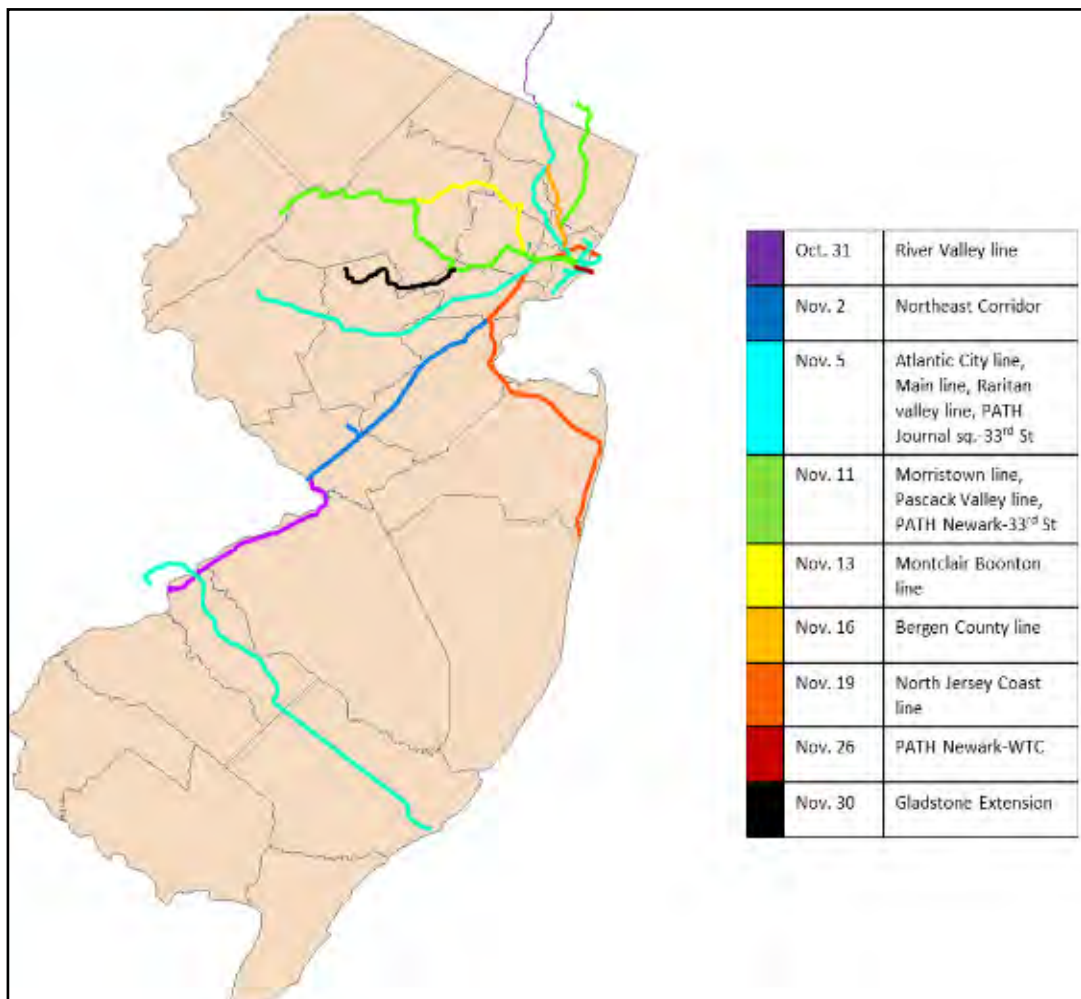 Oct. 31
River Valley line
Nov. 2
Northeast Corridor
Nov. 5
Atlantic City line,
Main line, Raritan
valley line, PATH
Journal sq.-33rd St
Nov. 11
Morristown line,
Pascack Valley line,
PATH Newark-33rd St
Nov. 13
Montclair Boonton
line
Nov. 16
Bergen County line
Nov. 19
North Jersey Coast
line
Nov. 26
PATH Newark-WTC
Nov. 30
Gladstone Extension